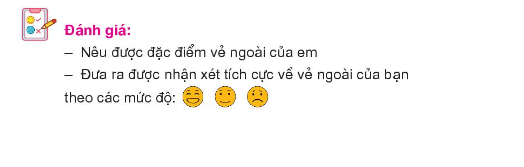 Đánh giá:
– Nêu được đặc điểm vẻ ngoài của em
– Đưa ra được nhận xét tích cực về vẻ ngoài của bạn
theo các mức độ: